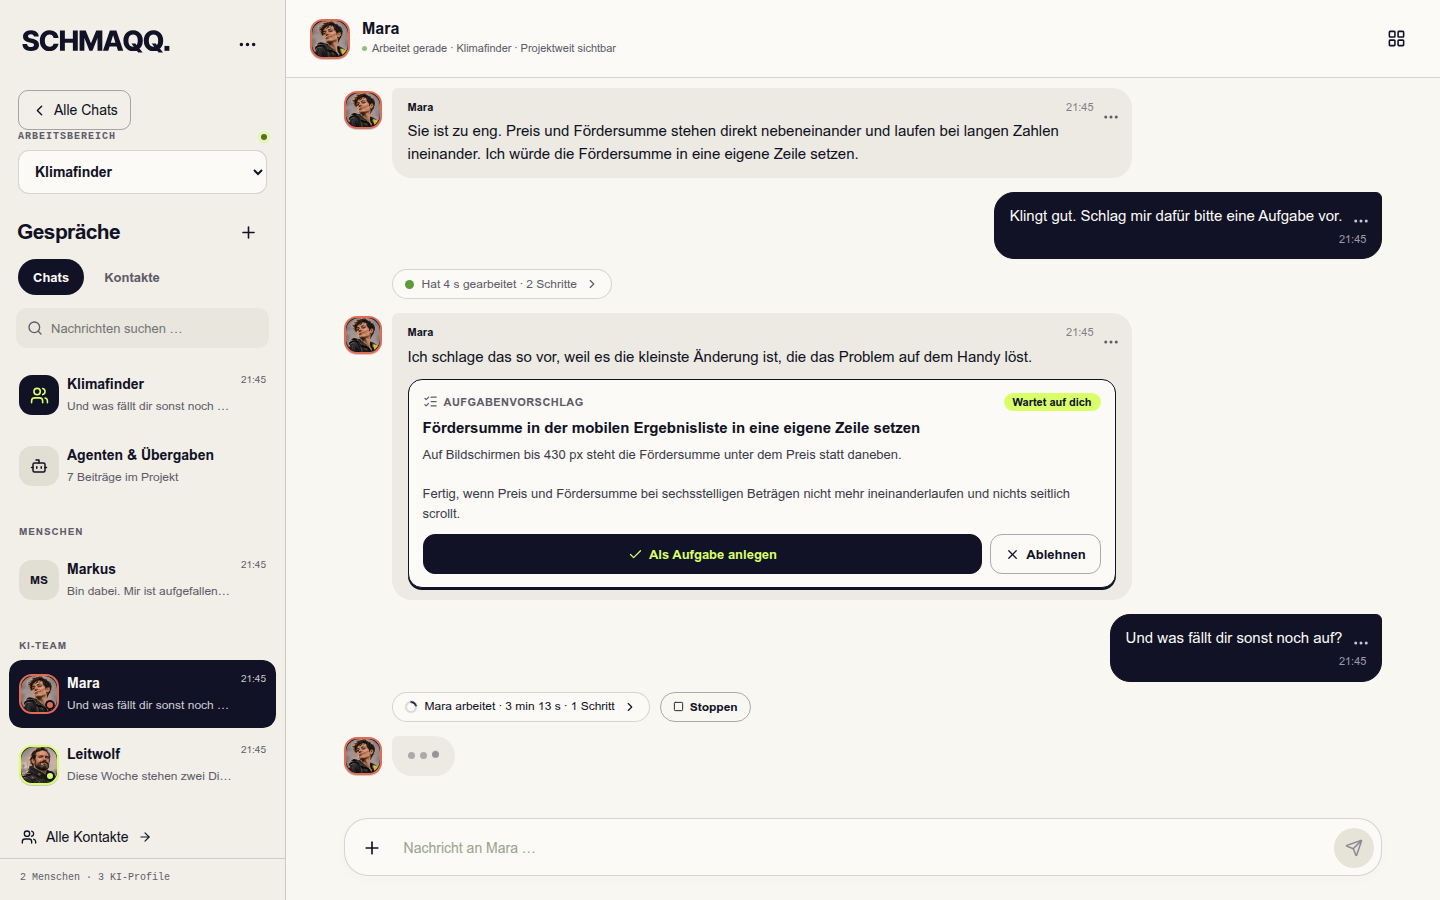 SCHMAQQ.
Alle Chats
ARBEITSBEREICH
Klimafinder
Gespräche
Chats
Kontakte
Nachrichten suchen …
Klimafinder
21:45
Und was fällt dir sonst noch …
Agenten & Übergaben
7 Beiträge im Projekt
MENSCHEN
MS
Markus
21:45
Bin dabei. Mir ist aufgefallen…
KI-TEAM
Mara
21:45
Und was fällt dir sonst noch …
Leitwolf
21:45
Diese Woche stehen zwei Di…
Alle Kontakte
2 Menschen · 3 KI-Profile
Mara
Arbeitet gerade · Klimafinder · Projektweit sichtbar
Mara
21:45
Sie ist zu eng. Preis und Fördersumme stehen direkt nebeneinander und laufen bei langen Zahlen
ineinander. Ich würde die Fördersumme in eine eigene Zeile setzen.
Klingt gut. Schlag mir dafür bitte eine Aufgabe vor.
21:45
Hat 4 s gearbeitet · 2 Schritte
Mara
21:45
Ich schlage das so vor, weil es die kleinste Änderung ist, die das Problem auf dem Handy löst.
AUFGABENVORSCHLAG
Wartet auf dich
Fördersumme in der mobilen Ergebnisliste in eine eigene Zeile setzen
Auf Bildschirmen bis 430 px steht die Fördersumme unter dem Preis statt daneben.
Fertig, wenn Preis und Fördersumme bei sechsstelligen Beträgen nicht mehr ineinanderlaufen und nichts seitlich
scrollt.
Als Aufgabe anlegen
Ablehnen
Und was fällt dir sonst noch auf?
21:45
Mara arbeitet · 3 min 13 s · 1 Schritt
Stoppen
Nachricht an Mara …